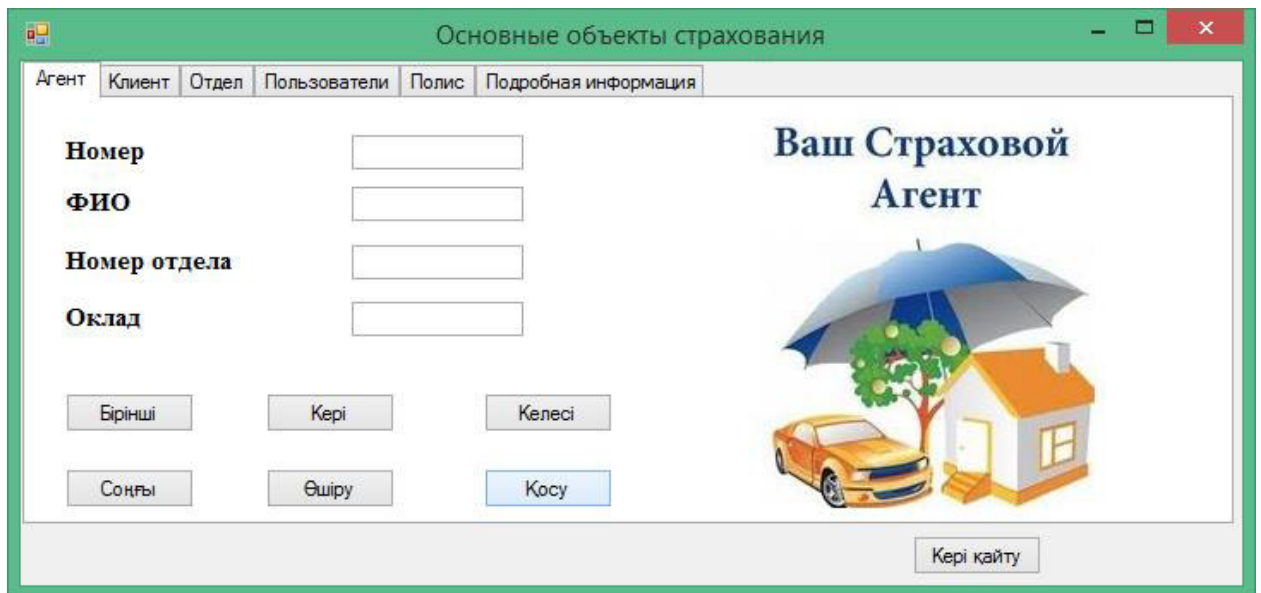 Основные объекты страхования
Агент Клиент Отдел Пользователи Полис Подробная информация
Номер
ФИО
Номер отдела
Оклад
Ваш Страховой
Агент
Бірінші Кері Келесі
Соңғы Өшіру Қосу
Кері қайту